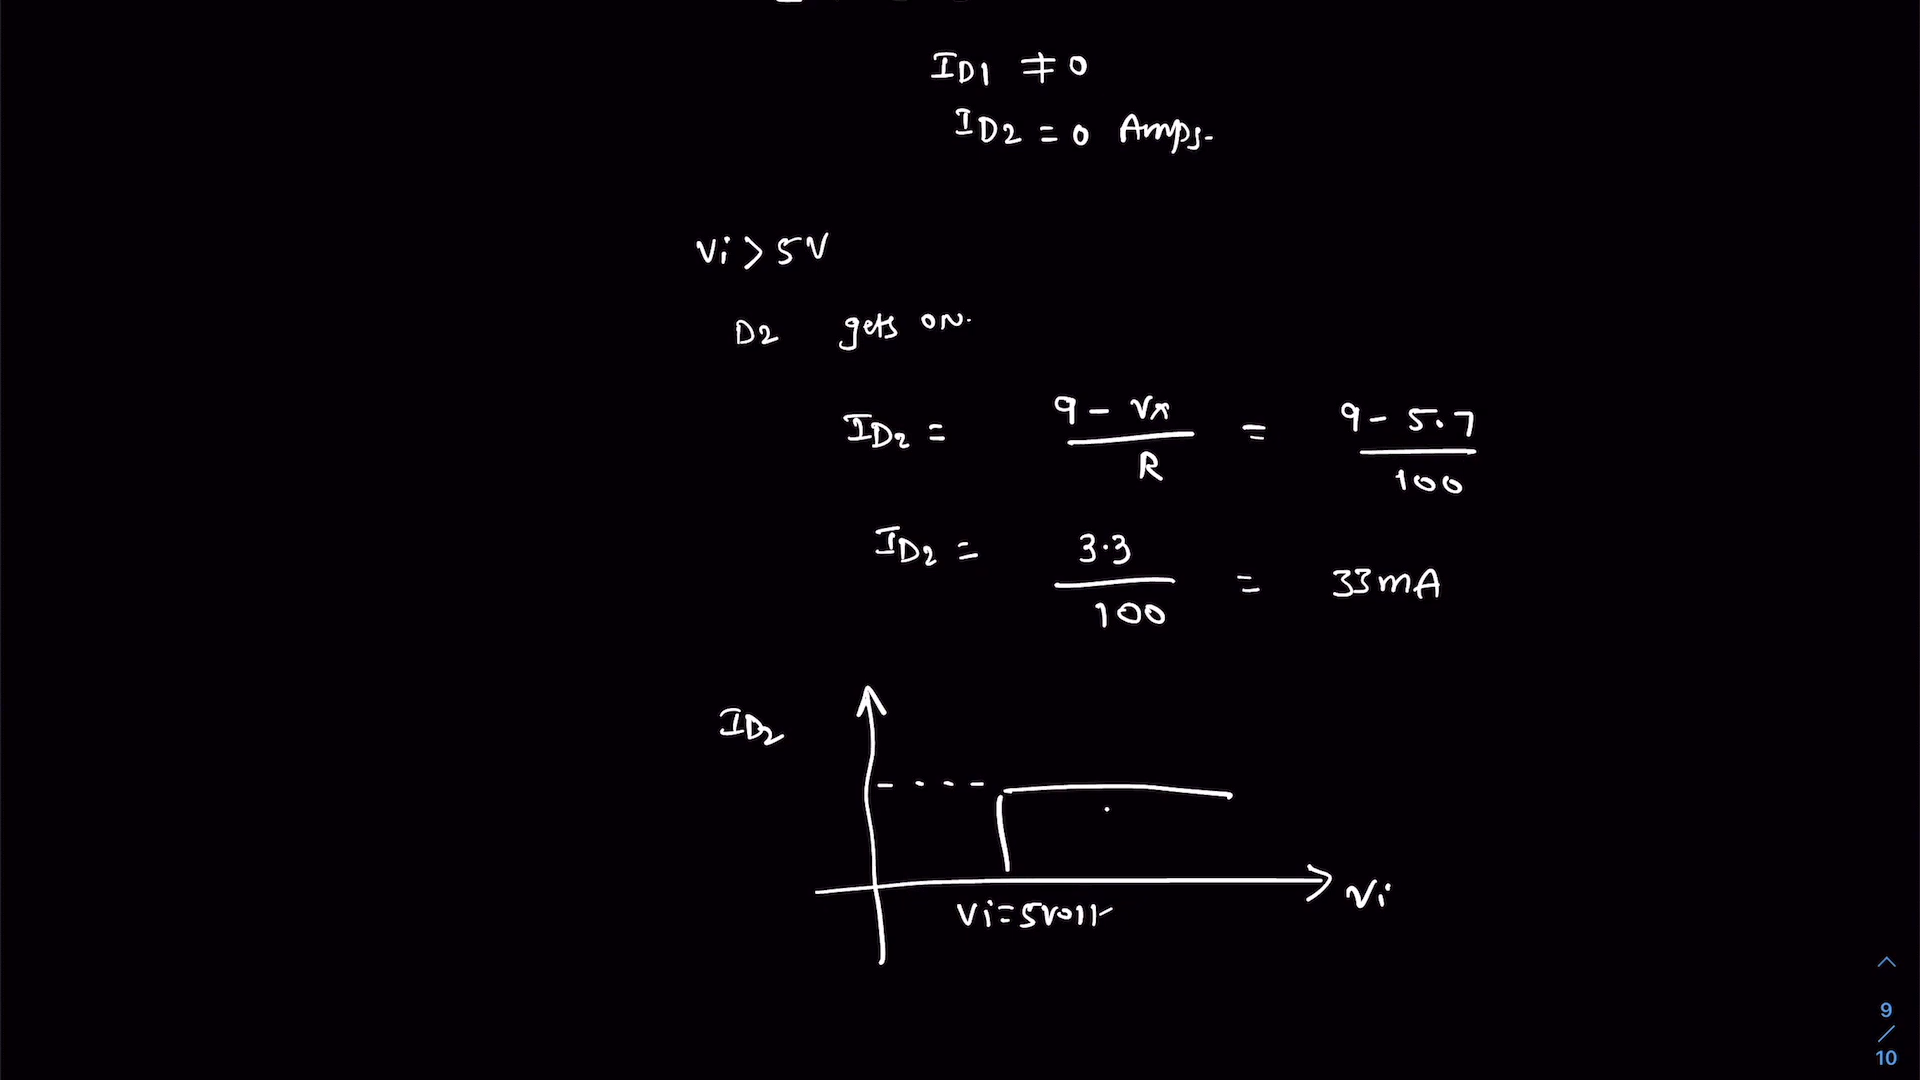 ID1 ≠ 0
ID2 = 0 Amps.
Vi > 5V
D2 gets ON.
ID2 = 9 - Vx / R = 9 - 5.7 / 100
ID2 = 3.3 / 100 = 33mA
ID2
Vi
Vi = 5Volt
9
/
10